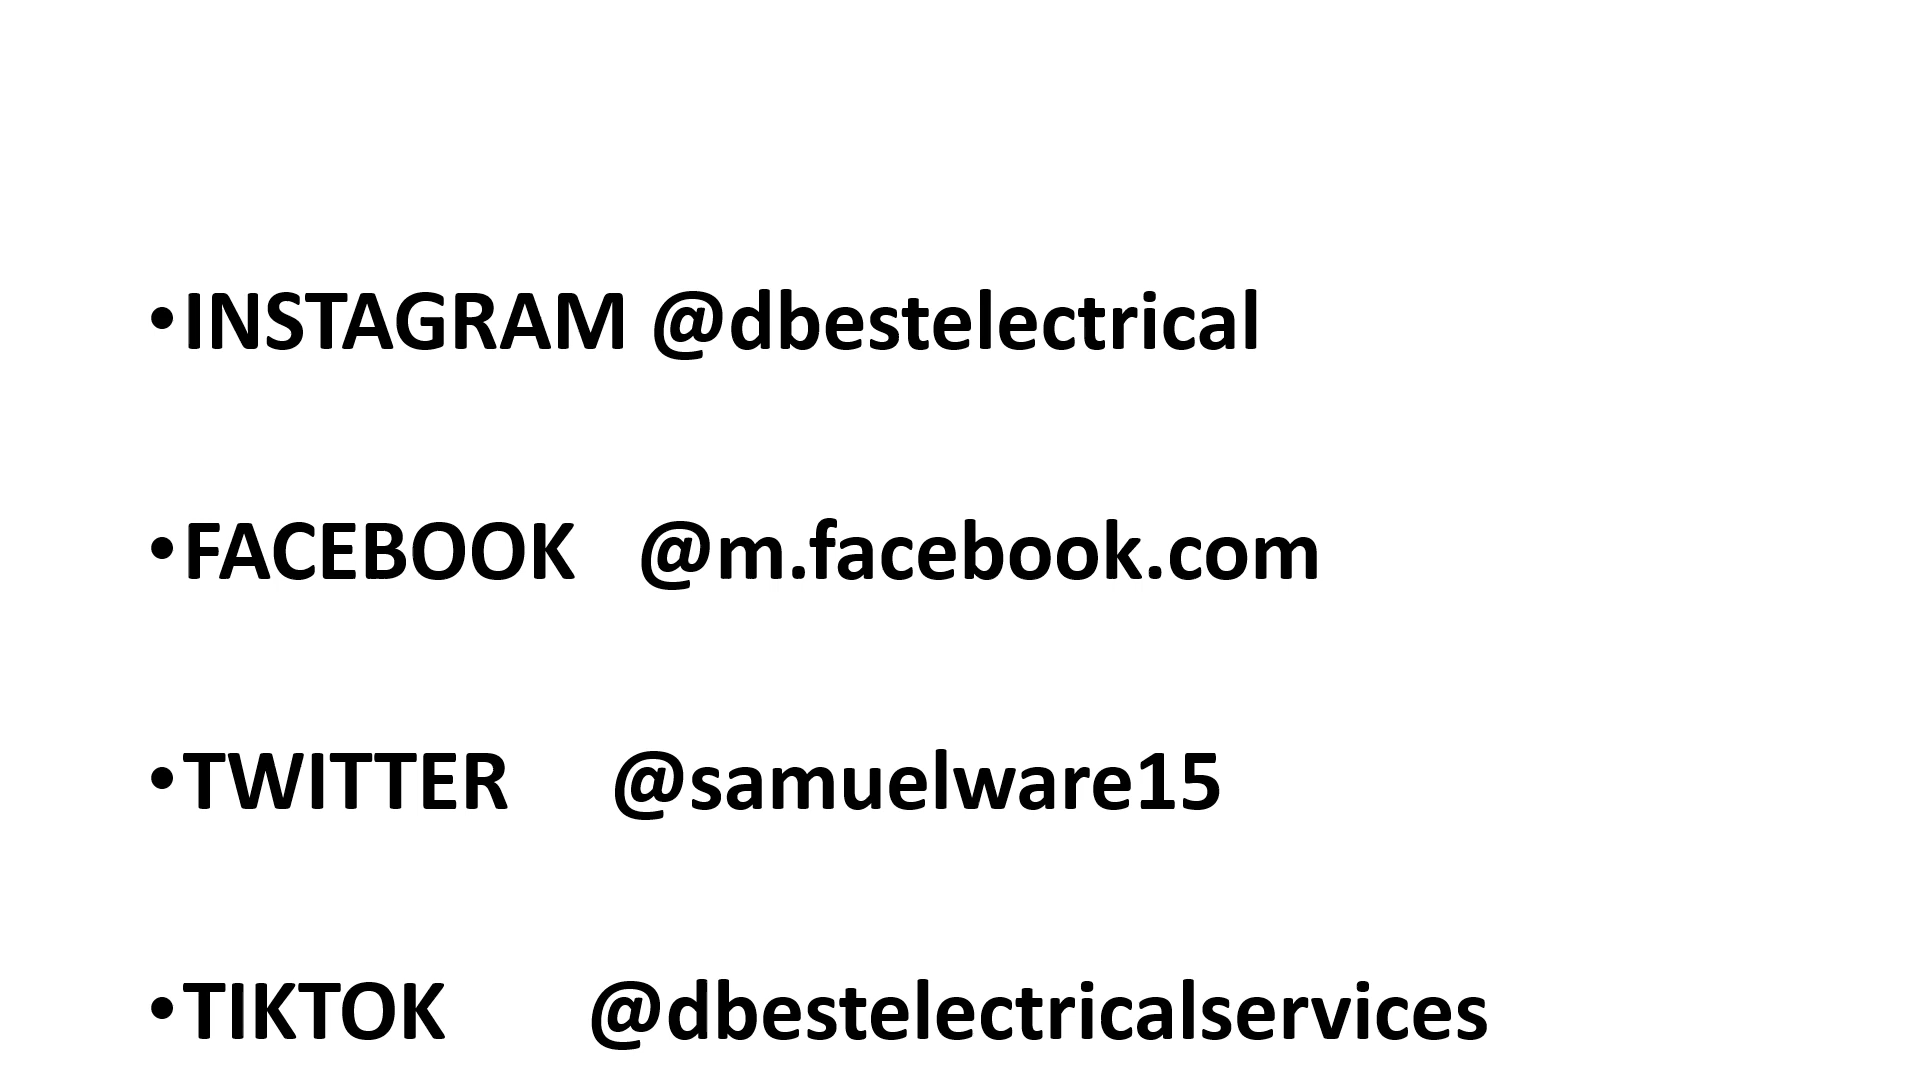 •INSTAGRAM @dbestelectrical
•FACEBOOK @m.facebook.com
•TWITTER @samuelware15
•TIKTOK @dbestelectricalservices